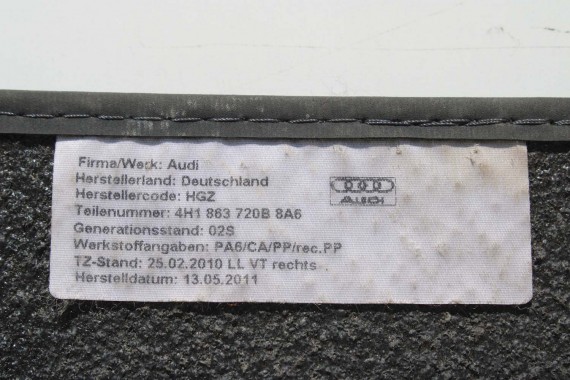 Firma/Werk: Audi
Herstellerland: Deutschland
Herstellercode: HGZ
Teilenummer: 4H1 863 720B 8A6
Generationsstand: 02S
Werkstoffangaben: PA6/CA/PP/rec.PP
TZ-Stand: 25.02.2010 LL VT rechts
Herstelldatum: 13.05.2011